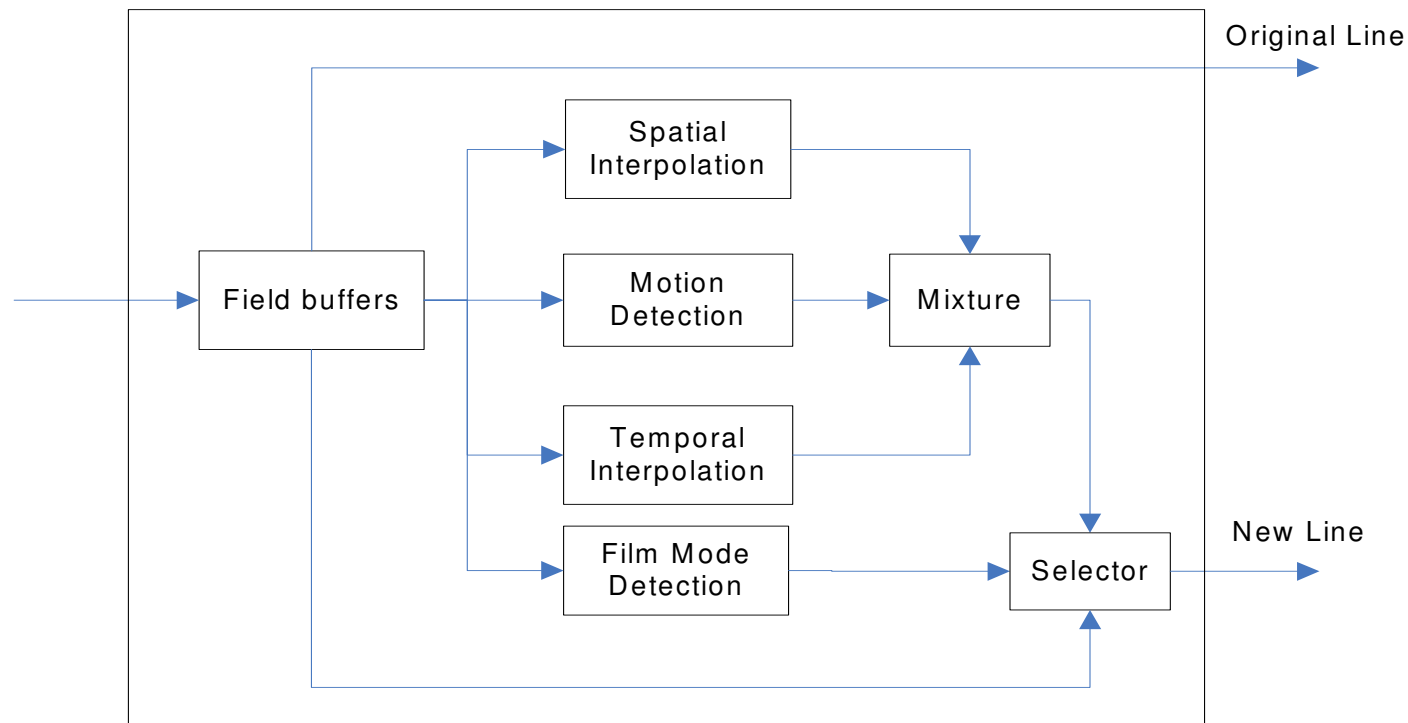 Original Line
Spatial
Interpolation
Field buffers
Motion
Detection
Mixture
Temporal
Interpolation
Film Mode
Detection
Selector
New Line